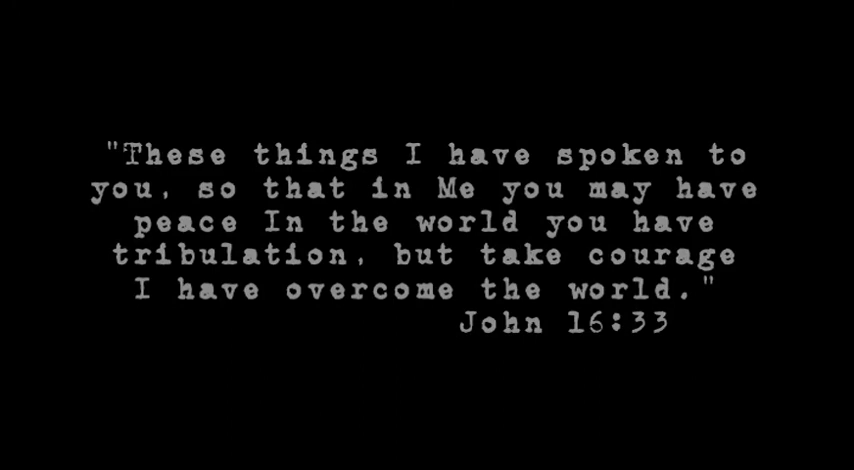 "These things I have spoken to
you, so that in Me you may have
peace In the world you have
tribulation, but take courage
I have overcome the world."
John 16:33